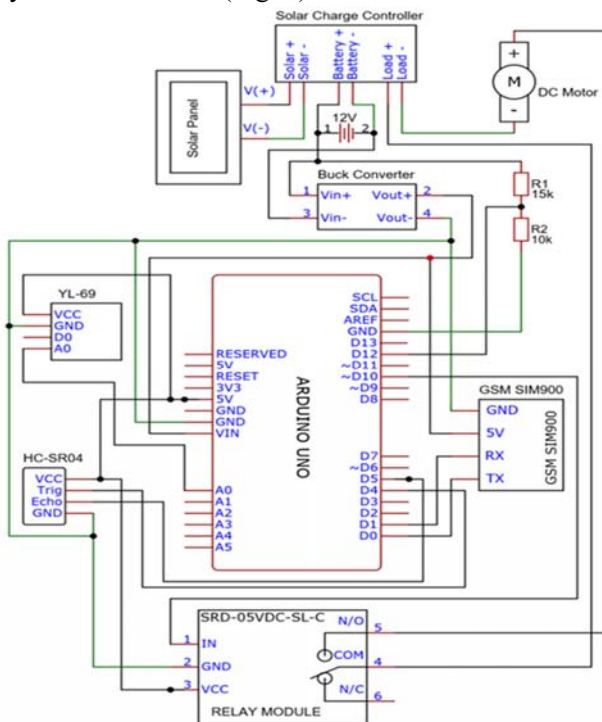 Solar Charge Controller
Solar +
Solar -
Battery +
Battery -
Load +
Load -
+
M
-
DC Motor
Solar Panel
V(+)
V(-)
12V
1
2
Buck Converter
1
Vin+
Vout+
2
3
Vin-
Vout-
4
R1
15k
R2
10k
YL-69
VCC
GND
D0
A0
ARDUINO UNO
RESERVED
5V
RESET
3V3
5V
GND
GND
VIN
A0
A1
A2
A3
A4
A5
SCL
SDA
AREF
GND
D13
D12
~D11
~D10
~D9
D8
D7
~D6
D5
D4
D3
D2
D1
D0
GSM SIM900
GND
5V
RX
TX
GSM SIM900
HC-SR04
VCC
Trig
Echo
GND
SRD-05VDC-SL-C
N/O
5
1
IN
COM
2
GND
4
3
VCC
N/C
6
RELAY MODULE